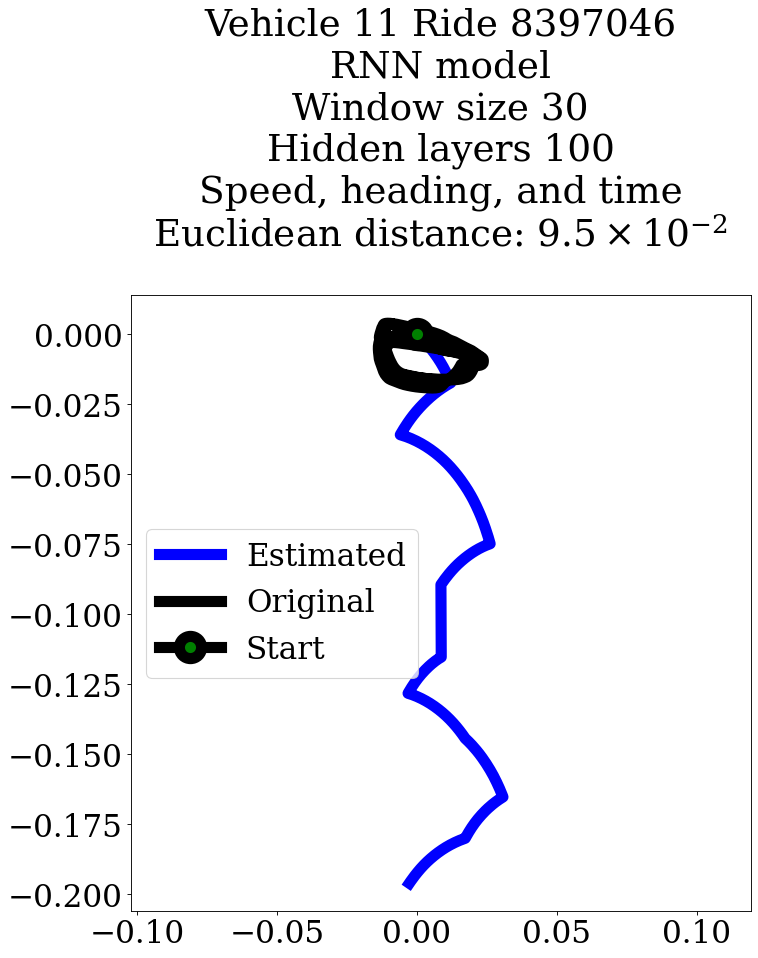 Vehicle 11 Ride 8397046
RNN model
Window size 30
Hidden layers 100
Speed, heading, and time
Euclidean distance: 9.5 × 10⁻²
0.000
−0.025
−0.050
−0.075
−0.100
−0.125
−0.150
−0.175
−0.200
Estimated
Original
Start
−0.10 −0.05 0.00 0.05 0.10